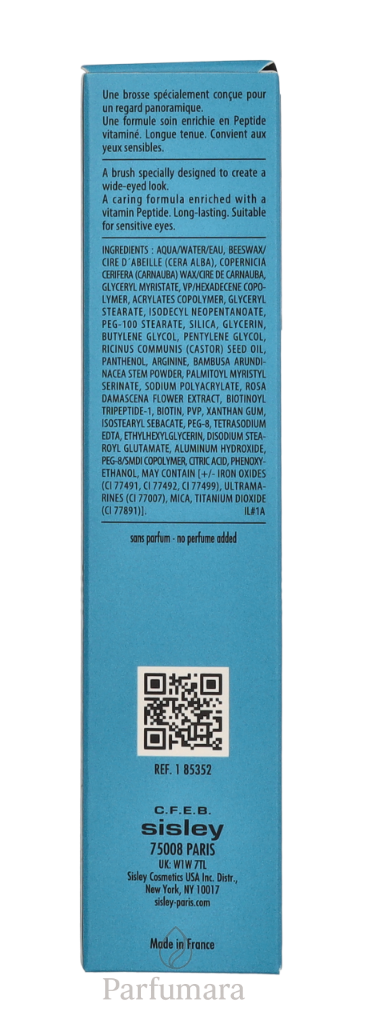 Une brosse spécialement conçue pour
un regard panoramique.
Une formule soin enrichie en Peptide
vitaminé. Longue tenue. Convient aux
yeux sensibles.
A brush specially designed to create a
wide-eyed look.
A caring formula enriched with a
vitamin Peptide. Long-lasting. Suitable
for sensitive eyes.
INGREDIENTS : AQUA/WATER/EAU, BEESWAX/
CIRE D´ABEILLE (CERA ALBA), COPERNICIA
CERIFERA (CARNAUBA) WAX/CIRE DE CARNAUBA,
GLYCERYL MYRISTATE, VP/HEXADECENE COPO-
LYMER, ACRYLATES COPOLYMER, GLYCERYL
STEARATE, ISODECYL NEOPENTANOATE,
PEG-100 STEARATE, SILICA, GLYCERIN,
BUTYLENE GLYCOL, PENTYLENE GLYCOL,
RICINUS COMMUNIS (CASTOR) SEED OIL,
PANTHENOL, ARGININE, BAMBUSA ARUNDI-
NACEA STEM POWDER, PALMITOYL MYRISTYL
SERINATE, SODIUM POLYACRYLATE, ROSA
DAMASCENA FLOWER EXTRACT, BIOTINOYL
TRIPEPTIDE-1, BIOTIN, PVP, XANTHAN GUM,
ISOSTEARYL SEBACATE, PEG-8, TETRASODIUM
EDTA, ETHYLHEXYLGLYCERIN, DISODIUM STEA-
ROYL GLUTAMATE, ALUMINUM HYDROXIDE,
PEG-8/SMDI COPOLYMER, CITRIC ACID, PHENOXY-
ETHANOL, MAY CONTAIN [+/- IRON OXIDES
(CI 77491, CI 77492, CI 77499), ULTRAMA-
RINES (CI 77007), MICA, TITANIUM DIOXIDE
(CI 77891)]. IL#1A
sans parfum - no perfume added
REF. 1 85352
C.F.E.B.
sisley
75008 PARIS
UK: W1W 7TL
Sisley Cosmetics USA Inc. Distr.,
New York, NY 10017
sisley-paris.com
Made in France
Parfumara